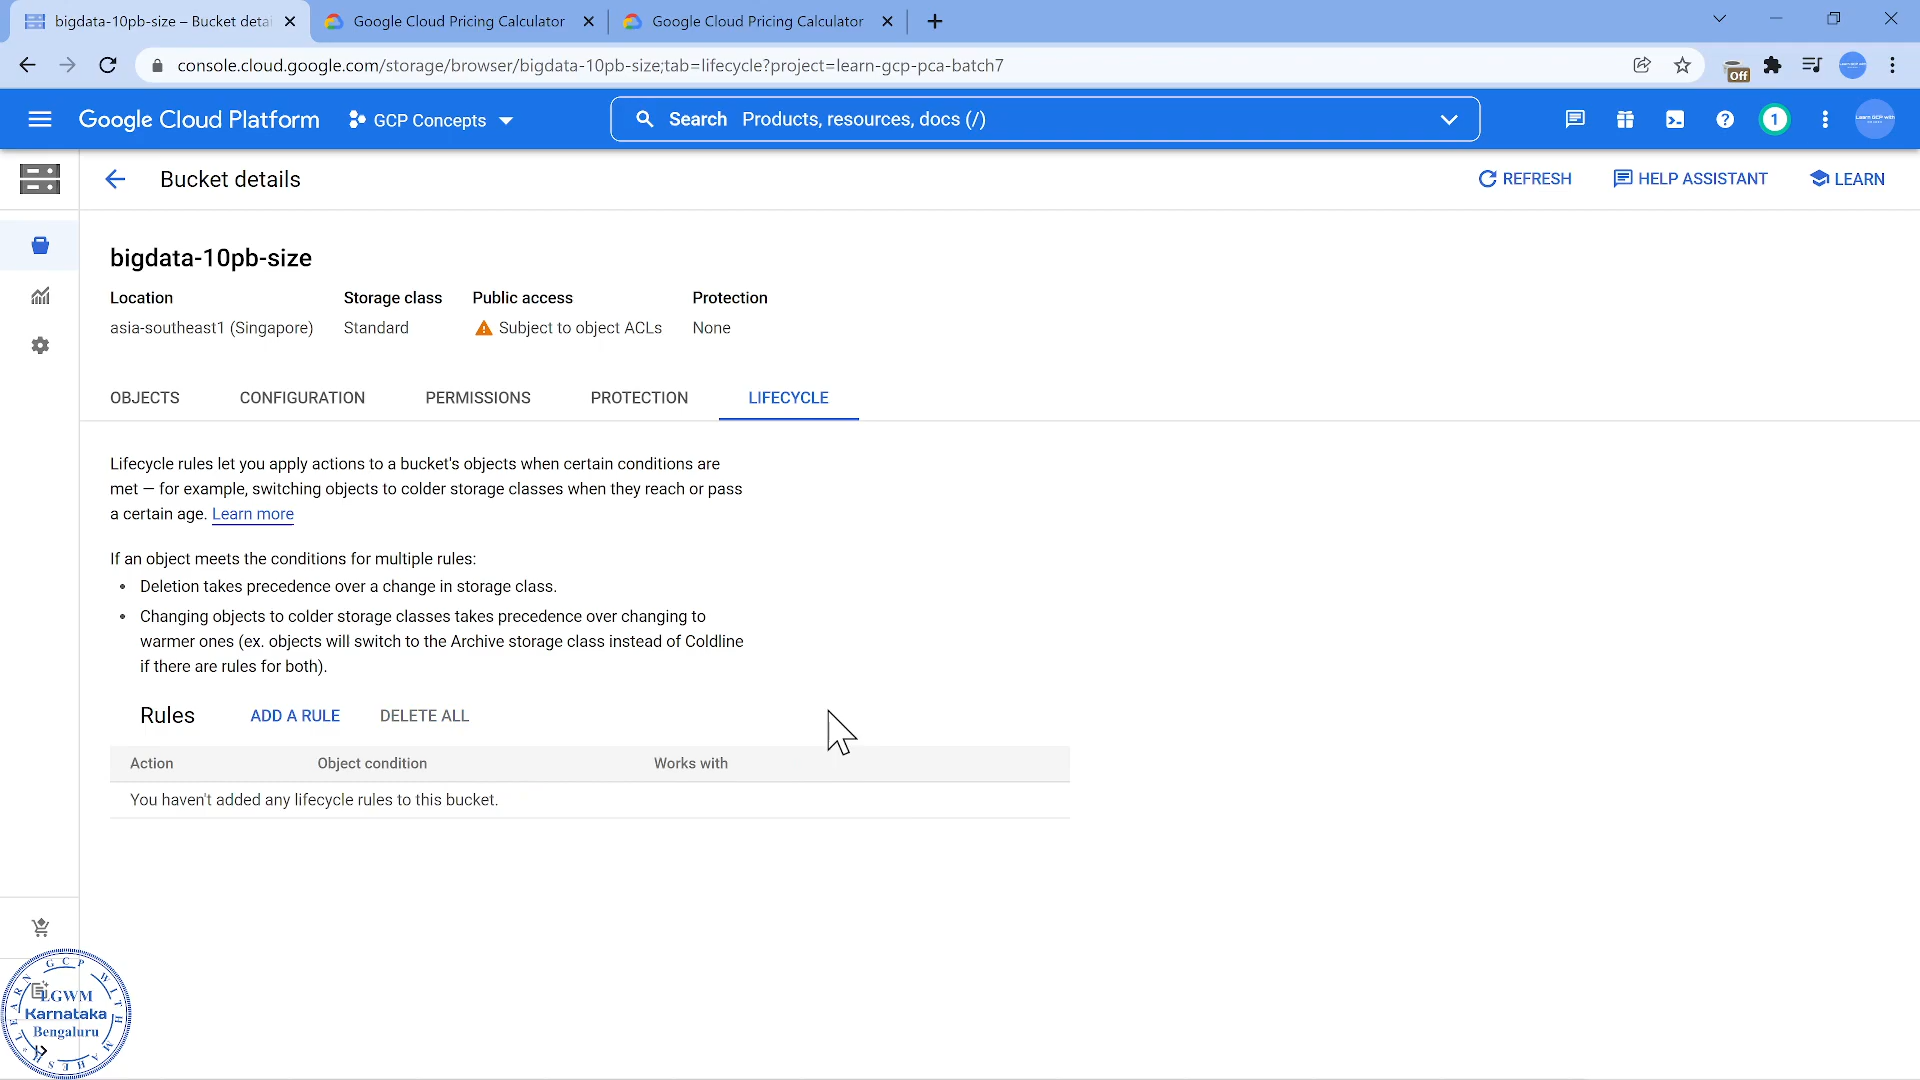 bigdata-10pb-size – Bucket detai
Google Cloud Pricing Calculator
Google Cloud Pricing Calculator
console.cloud.google.com/storage/browser/bigdata-10pb-size;tab=lifecycle?project=learn-gcp-pca-batch7
Off
Google Cloud Platform
GCP Concepts
Search Products, resources, docs (/)
1
Bucket details
REFRESH
HELP ASSISTANT
LEARN
bigdata-10pb-size
Location Storage class Public access Protection
asia-southeast1 (Singapore) Standard Subject to object ACLs None
OBJECTS CONFIGURATION PERMISSIONS PROTECTION LIFECYCLE
Lifecycle rules let you apply actions to a bucket's objects when certain conditions are
met — for example, switching objects to colder storage classes when they reach or pass
a certain age. Learn more
If an object meets the conditions for multiple rules:
• Deletion takes precedence over a change in storage class.
• Changing objects to colder storage classes takes precedence over changing to
warmer ones (ex. objects will switch to the Archive storage class instead of Coldline
if there are rules for both).
Rules ADD A RULE DELETE ALL
Action Object condition Works with
You haven't added any lifecycle rules to this bucket.
LEARN GCP WITH MAHESH
LGWM
Karnataka
Bengaluru